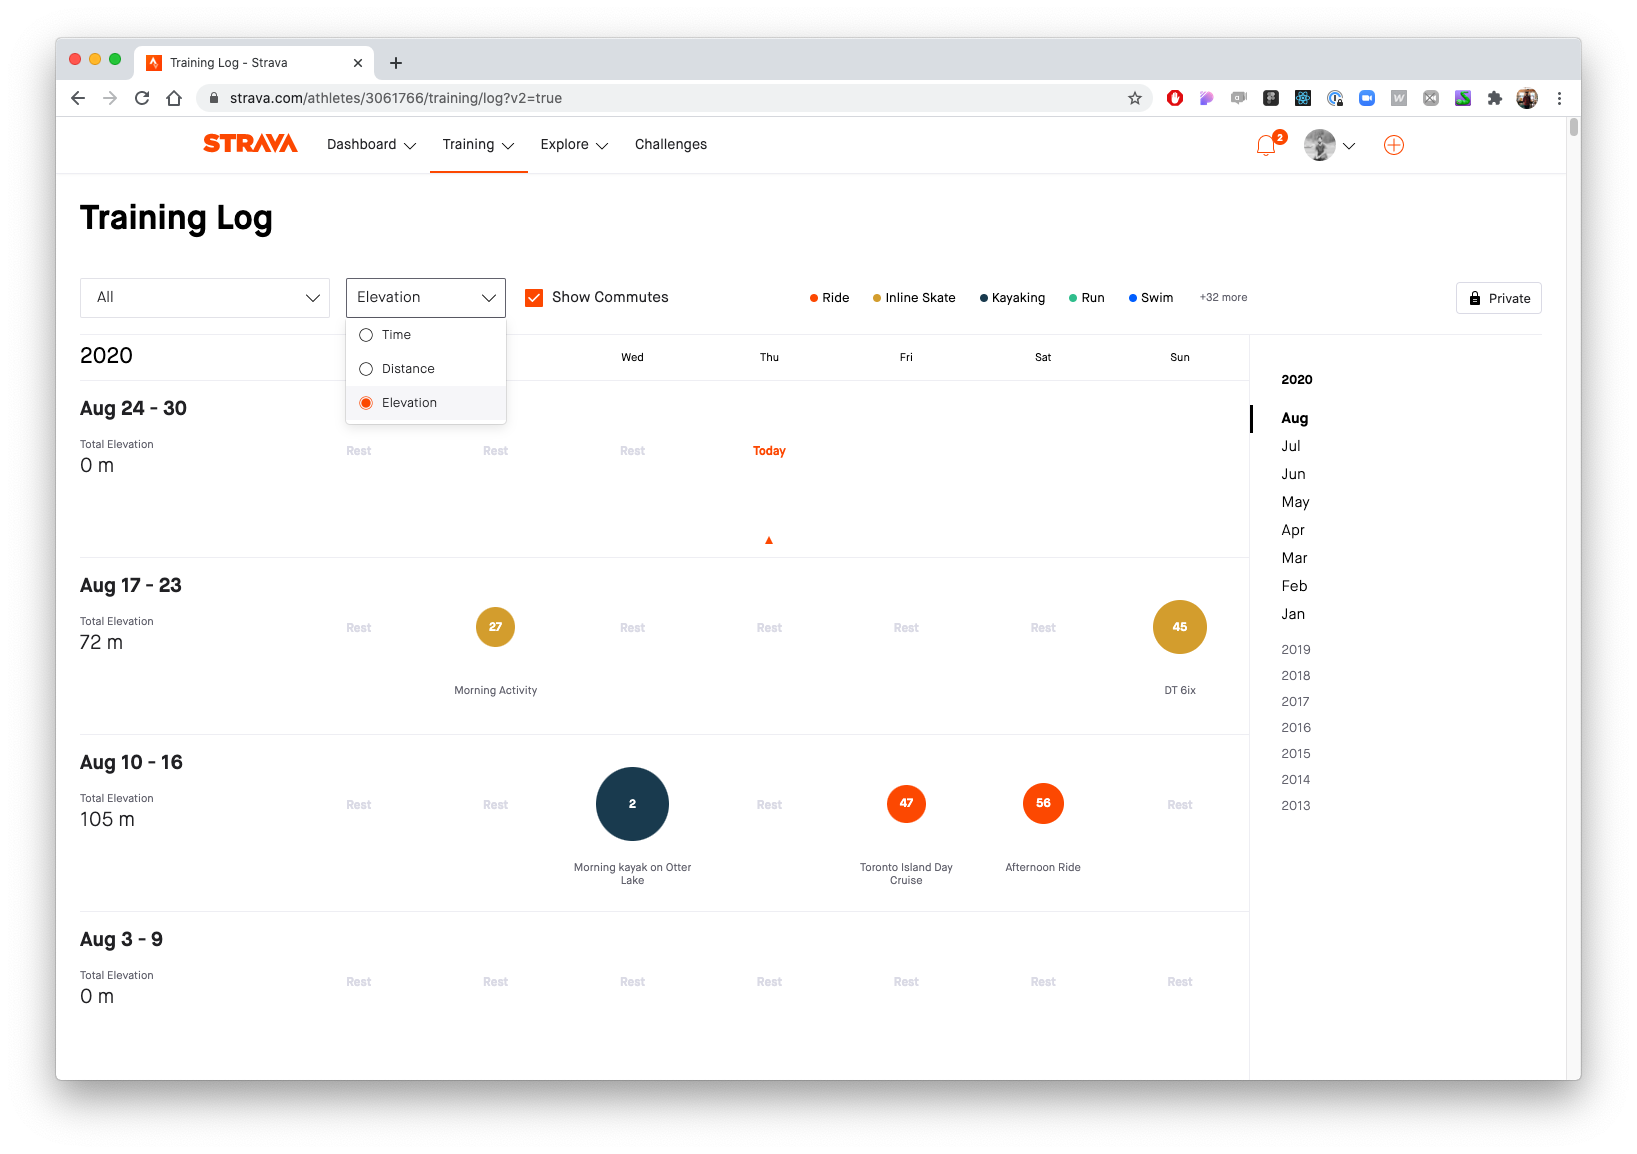 Training Log - Strava
strava.com/athletes/3061766/training/log?v2=true
STRAVA
Dashboard
Training
Explore
Challenges
2
Training Log
All
Elevation
Show Commutes
Ride
Inline Skate
Kayaking
Run
Swim
+32 more
Private
Time
Distance
Elevation
2020
Wed
Thu
Fri
Sat
Sun
Aug 24 - 30
Total Elevation
0 m
Rest
Rest
Rest
Today
Aug 17 - 23
Total Elevation
72 m
Rest
27
Morning Activity
Rest
Rest
Rest
Rest
45
DT 6ix
Aug 10 - 16
Total Elevation
105 m
Rest
Rest
2
Morning kayak on Otter
Lake
Rest
47
Toronto Island Day
Cruise
56
Afternoon Ride
Rest
Aug 3 - 9
Total Elevation
0 m
Rest
Rest
Rest
Rest
Rest
Rest
Rest
2020
Aug
Jul
Jun
May
Apr
Mar
Feb
Jan
2019
2018
2017
2016
2015
2014
2013